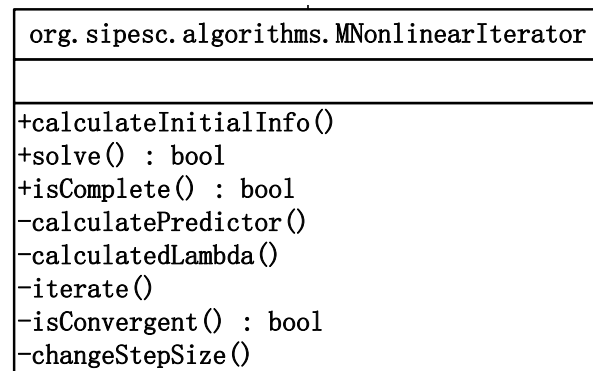 org.sipesc.algorithms.MNonlinearIterator
+calculateInitialInfo()
+solve() : bool
+isComplete() : bool
-calculatePredictor()
-calculatedLambda()
-iterate()
-isConvergent() : bool
-changeStepSize()